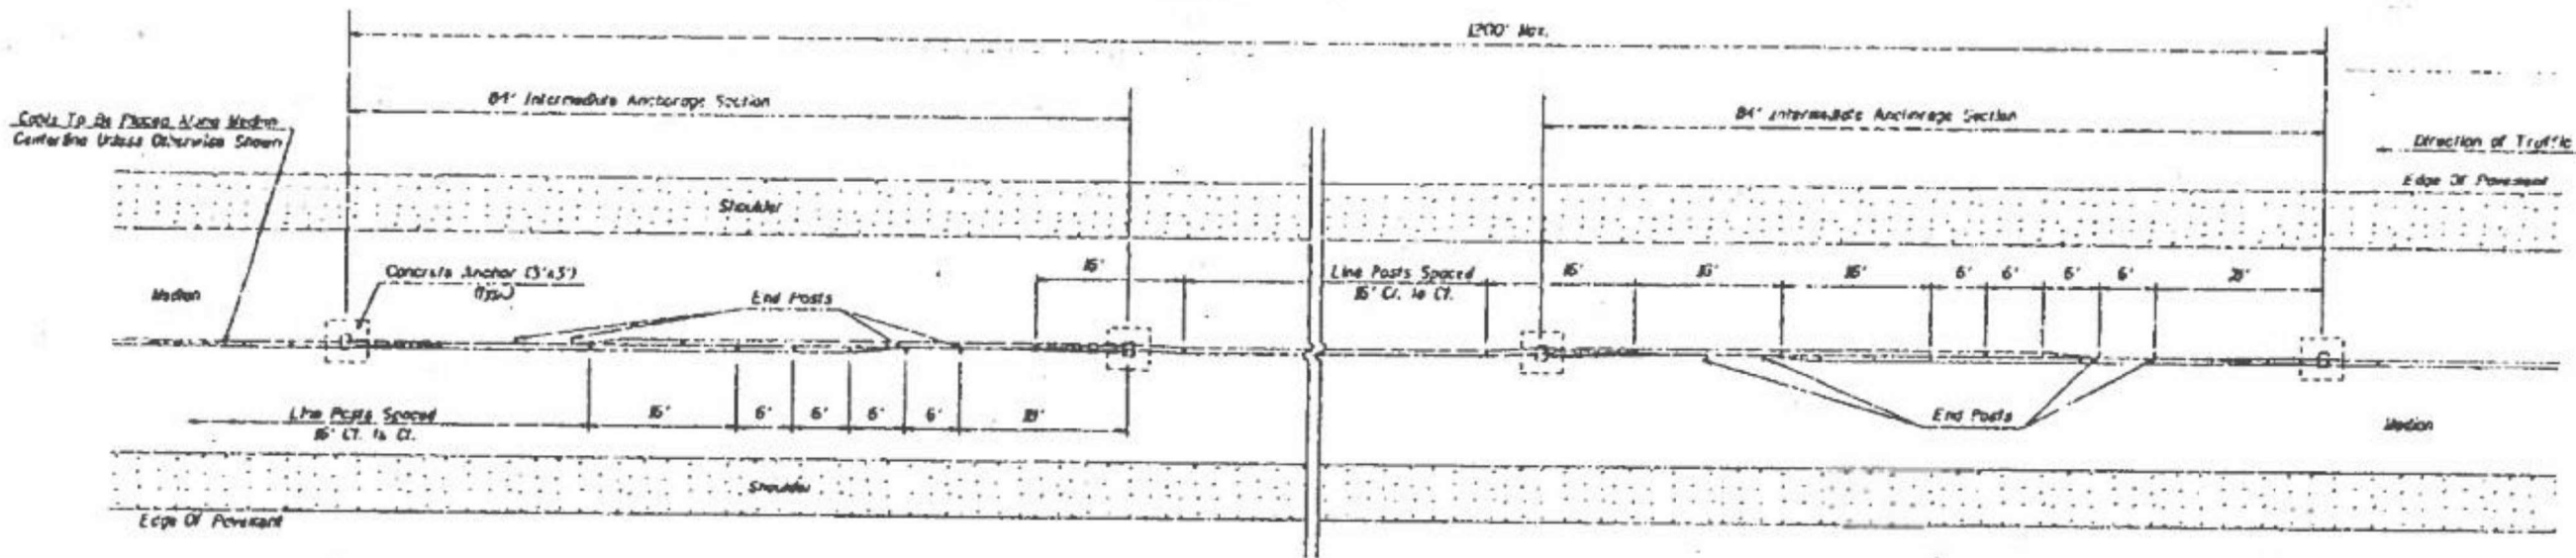 1200' Max.
84' Intermediate Anchorage Section
84' Intermediate Anchorage Section
Cable To Be Placed Along Median
Centerline Unless Otherwise Shown
Direction of Traffic
Edge Of Pavement
Shoulder
Concrete Anchor (3'x3')
(Typ.)
Median
End Posts
16'
Line Posts Spaced
16' Ct. to Ct.
16'
16'
6'
6'
6'
6'
Line Posts Spaced
16' Ct. to Ct.
16'
6'
6'
6'
6'
18'
End Posts
Median
Shoulder
Edge Of Pavement